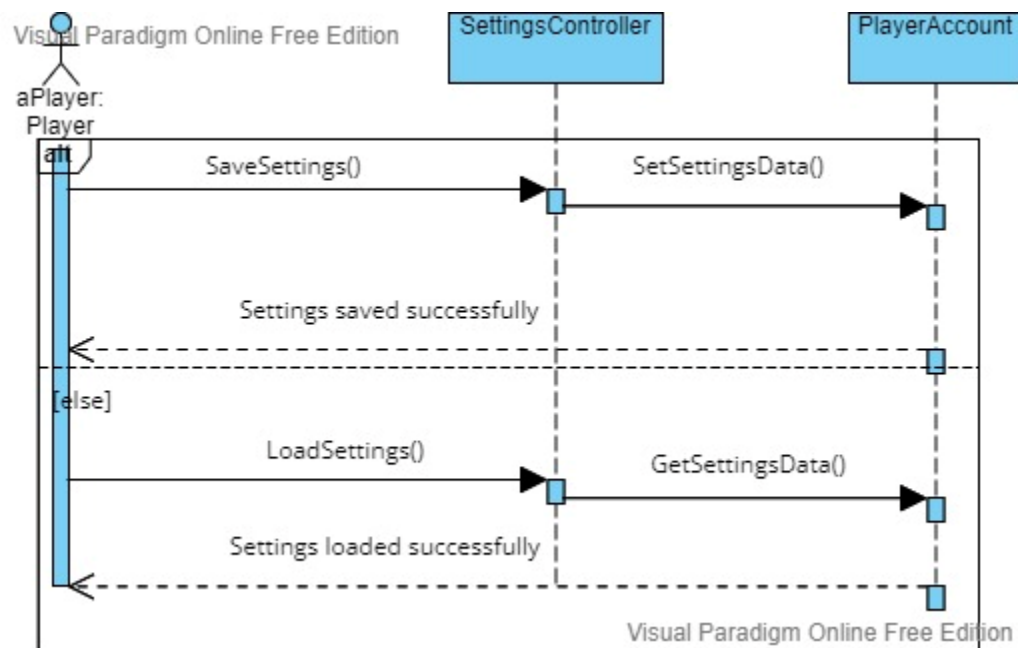 Visual Paradigm Online Free Edition
SettingsController
PlayerAccount
aPlayer:
Player
alt
SaveSettings()
SetSettingsData()
Settings saved successfully
[else]
LoadSettings()
GetSettingsData()
Settings loaded successfully
Visual Paradigm Online Free Edition